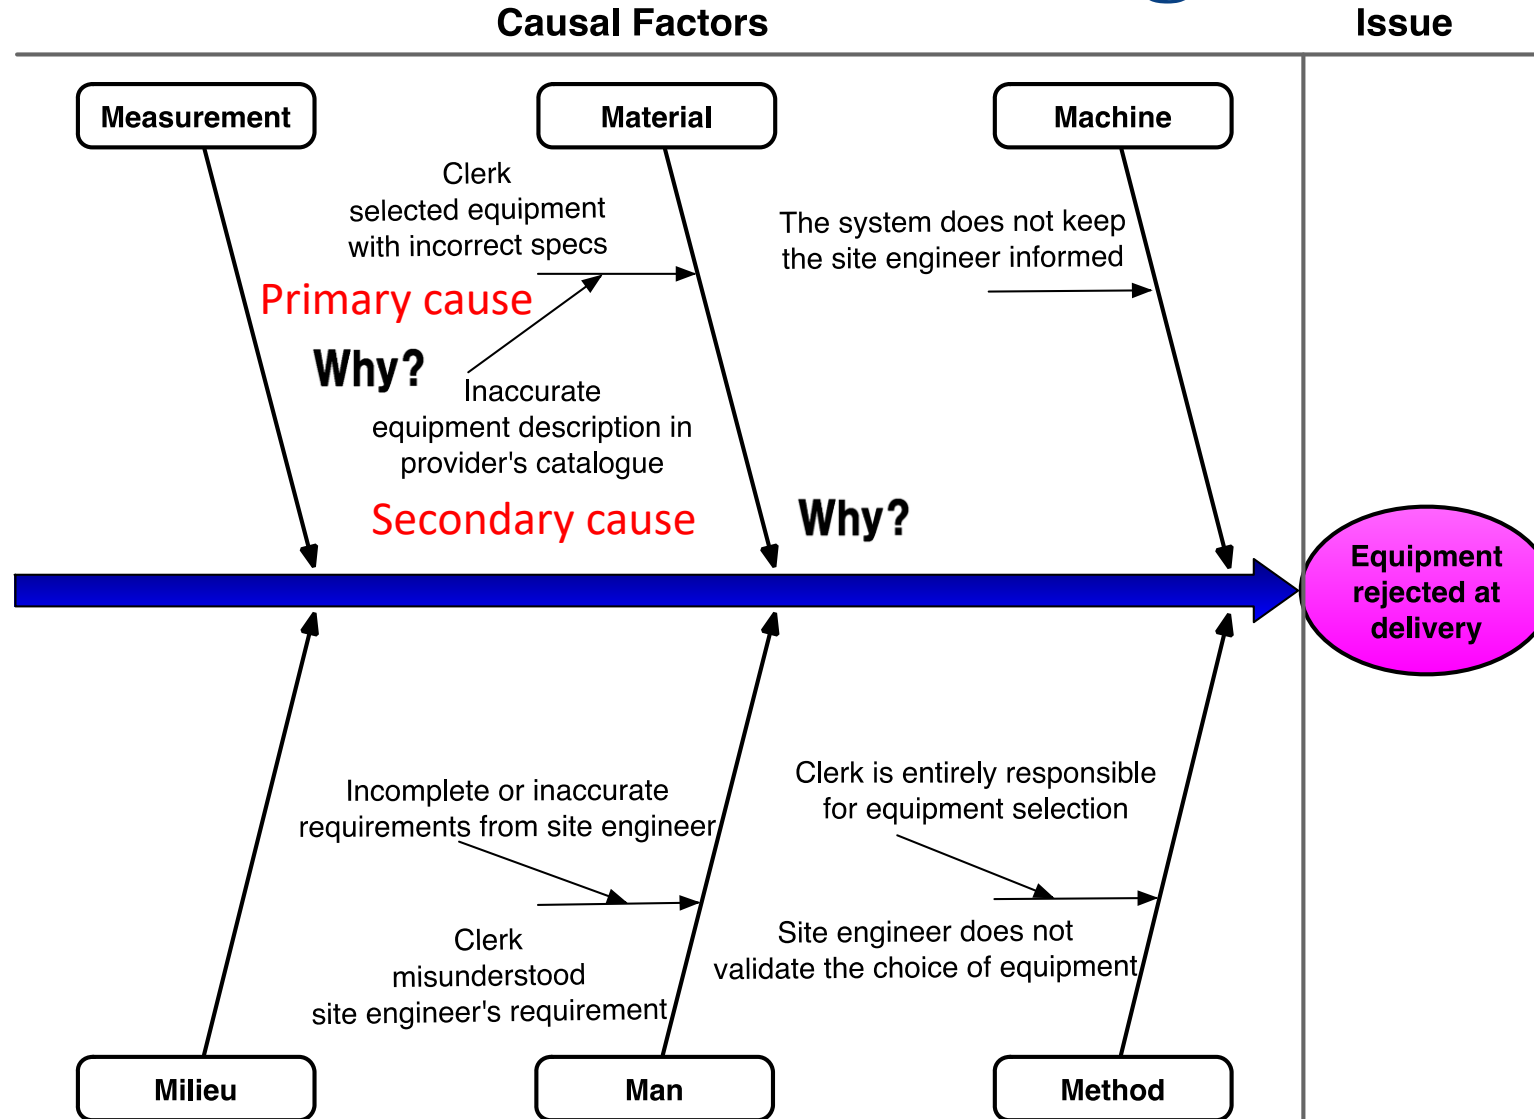 Causal Factors
Issue
Measurement
Material
Machine
Clerk
selected equipment
with incorrect specs
The system does not keep
the site engineer informed
Primary cause
Why?
Inaccurate
equipment description in
provider's catalogue
Secondary cause
Why?
Equipment
rejected at
delivery
Incomplete or inaccurate
requirements from site engineer
Clerk is entirely responsible
for equipment selection
Clerk
misunderstood
site engineer's requirement
Site engineer does not
validate the choice of equipment
Milieu
Man
Method